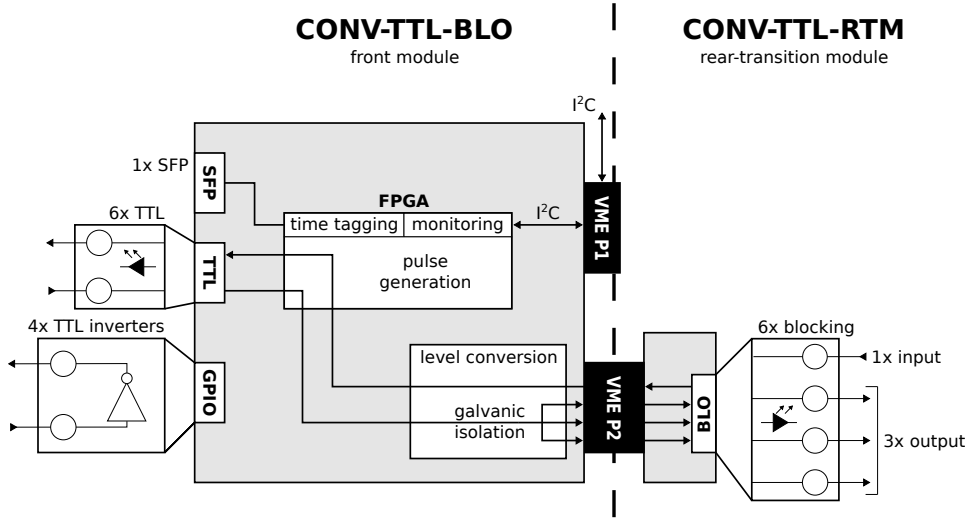 CONV-TTL-BLO
front module
CONV-TTL-RTM
rear-transition module
I²C
1x SFP
SFP
FPGA
time tagging
monitoring
pulse
generation
I²C
VME P1
6x TTL
TTL
4x TTL inverters
GPIO
level conversion
galvanic
isolation
VME P2
BLO
6x blocking
1x input
3x output